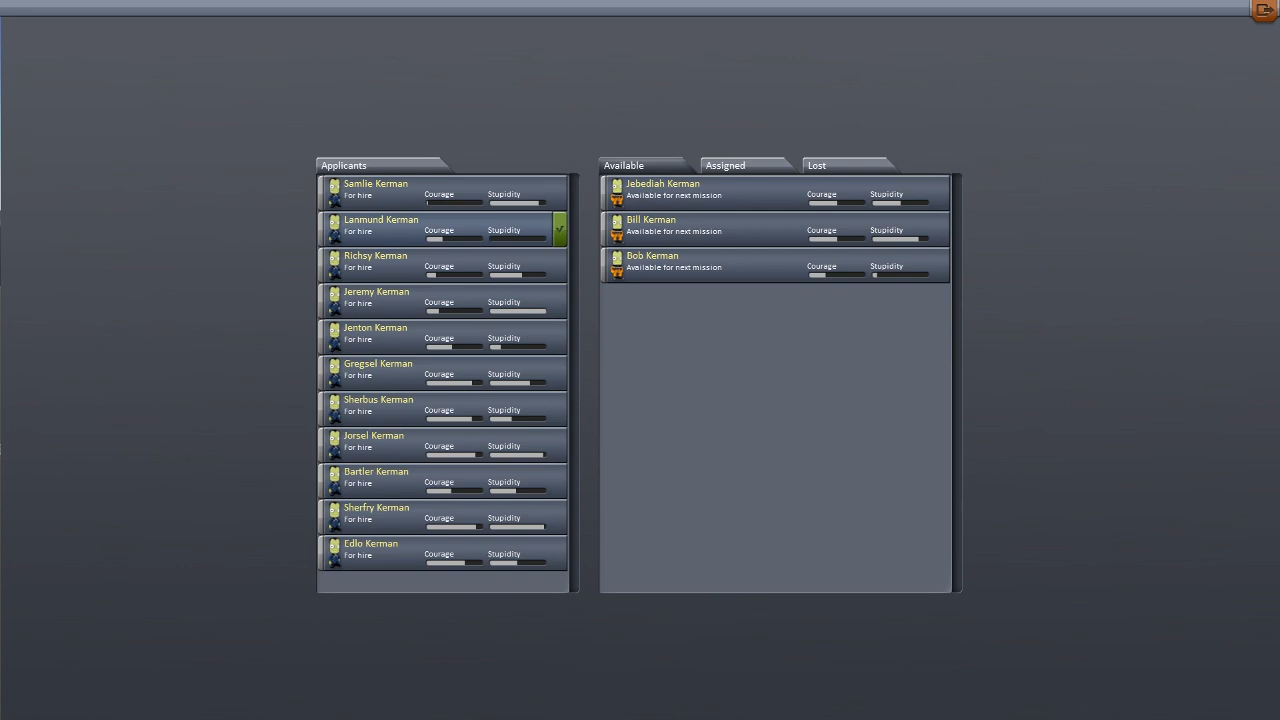 Applicants
Samlie Kerman
For hire
Courage Stupidity
Lanmund Kerman
For hire
Courage Stupidity
Richsy Kerman
For hire
Courage Stupidity
Jeremy Kerman
For hire
Courage Stupidity
Jenton Kerman
For hire
Courage Stupidity
Gregsel Kerman
For hire
Courage Stupidity
Sherbus Kerman
For hire
Courage Stupidity
Jorsel Kerman
For hire
Courage Stupidity
Bartler Kerman
For hire
Courage Stupidity
Sherfry Kerman
For hire
Courage Stupidity
Edlo Kerman
For hire
Courage Stupidity
Available Assigned Lost
Jebediah Kerman
Available for next mission
Courage Stupidity
Bill Kerman
Available for next mission
Courage Stupidity
Bob Kerman
Available for next mission
Courage Stupidity